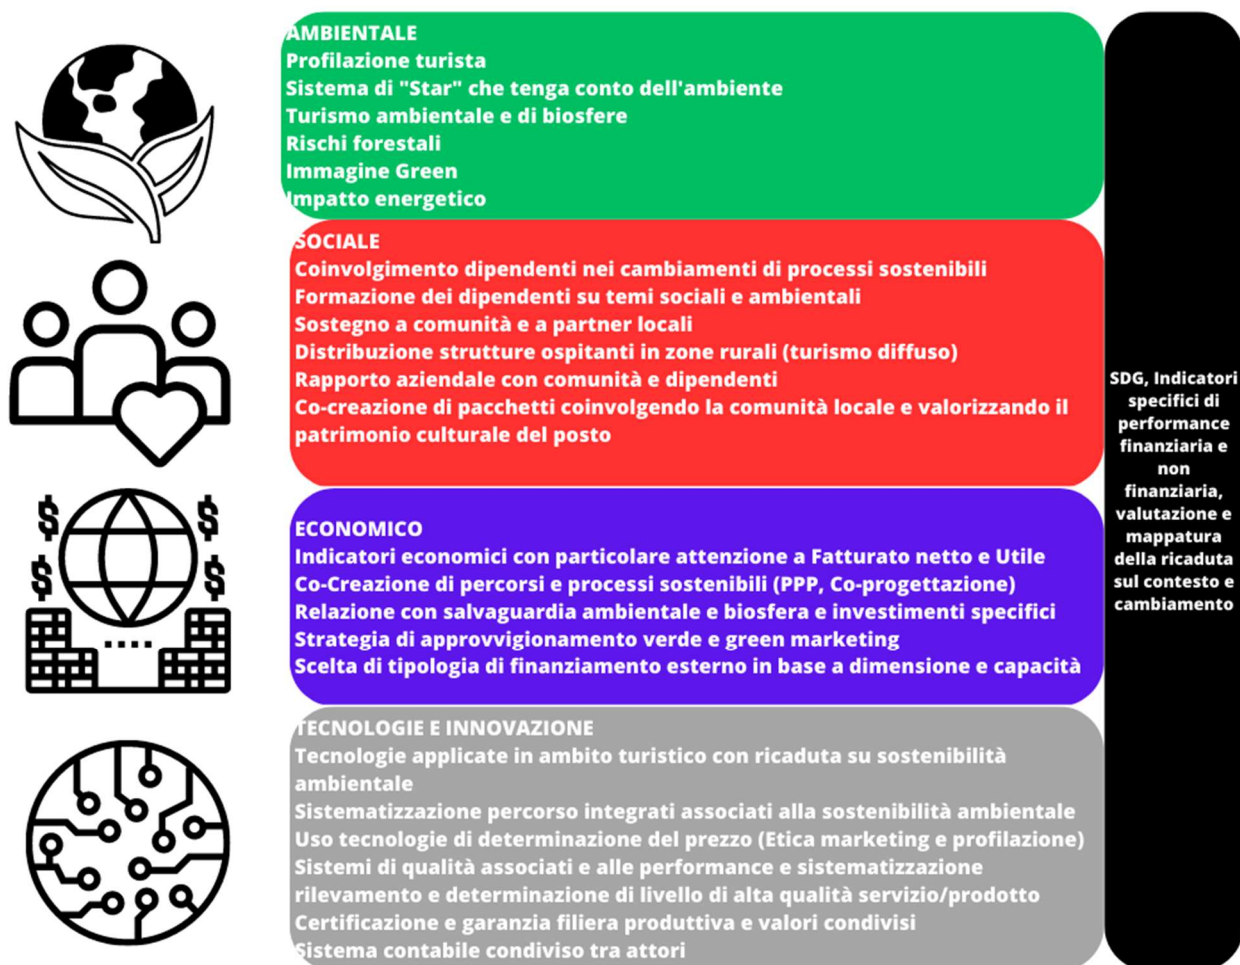 AMBIENTALE
Profilazione turista
Sistema di "Star" che tenga conto dell'ambiente
Turismo ambientale e di biosfere
Rischi forestali
Immagine Green
Impatto energetico
SOCIALE
Coinvolgimento dipendenti nei cambiamenti di processi sostenibili
Formazione dei dipendenti su temi sociali e ambientali
Sostegno a comunità e a partner locali
Distribuzione strutture ospitanti in zone rurali (turismo diffuso)
Rapporto aziendale con comunità e dipendenti
Co-creazione di pacchetti coinvolgendo la comunità locale e valorizzando il
patrimonio culturale del posto
$ $
$ $
ECONOMICO
Indicatori economici con particolare attenzione a Fatturato netto e Utile
Co-Creazione di percorsi e processi sostenibili (PPP, Co-progettazione)
Relazione con salvaguardia ambientale e biosfera e investimenti specifici
Strategia di approvvigionamento verde e green marketing
Scelta di tipologia di finanziamento esterno in base a dimensione e capacità
TECNOLOGIE E INNOVAZIONE
Tecnologie applicate in ambito turistico con ricaduta su sostenibilità
ambientale
Sistematizzazione percorso integrati associati alla sostenibilità ambientale
Uso tecnologie di determinazione del prezzo (Etica marketing e profilazione)
Sistemi di qualità associati e alle performance e sistematizzazione
rilevamento e determinazione di livello di alta qualità servizio/prodotto
Certificazione e garanzia filiera produttiva e valori condivisi
Sistema contabile condiviso tra attori
SDG, Indicatori
specifici di
performance
finanziaria e
non
finanziaria,
valutazione e
mappatura
della ricaduta
sul contesto e
cambiamento